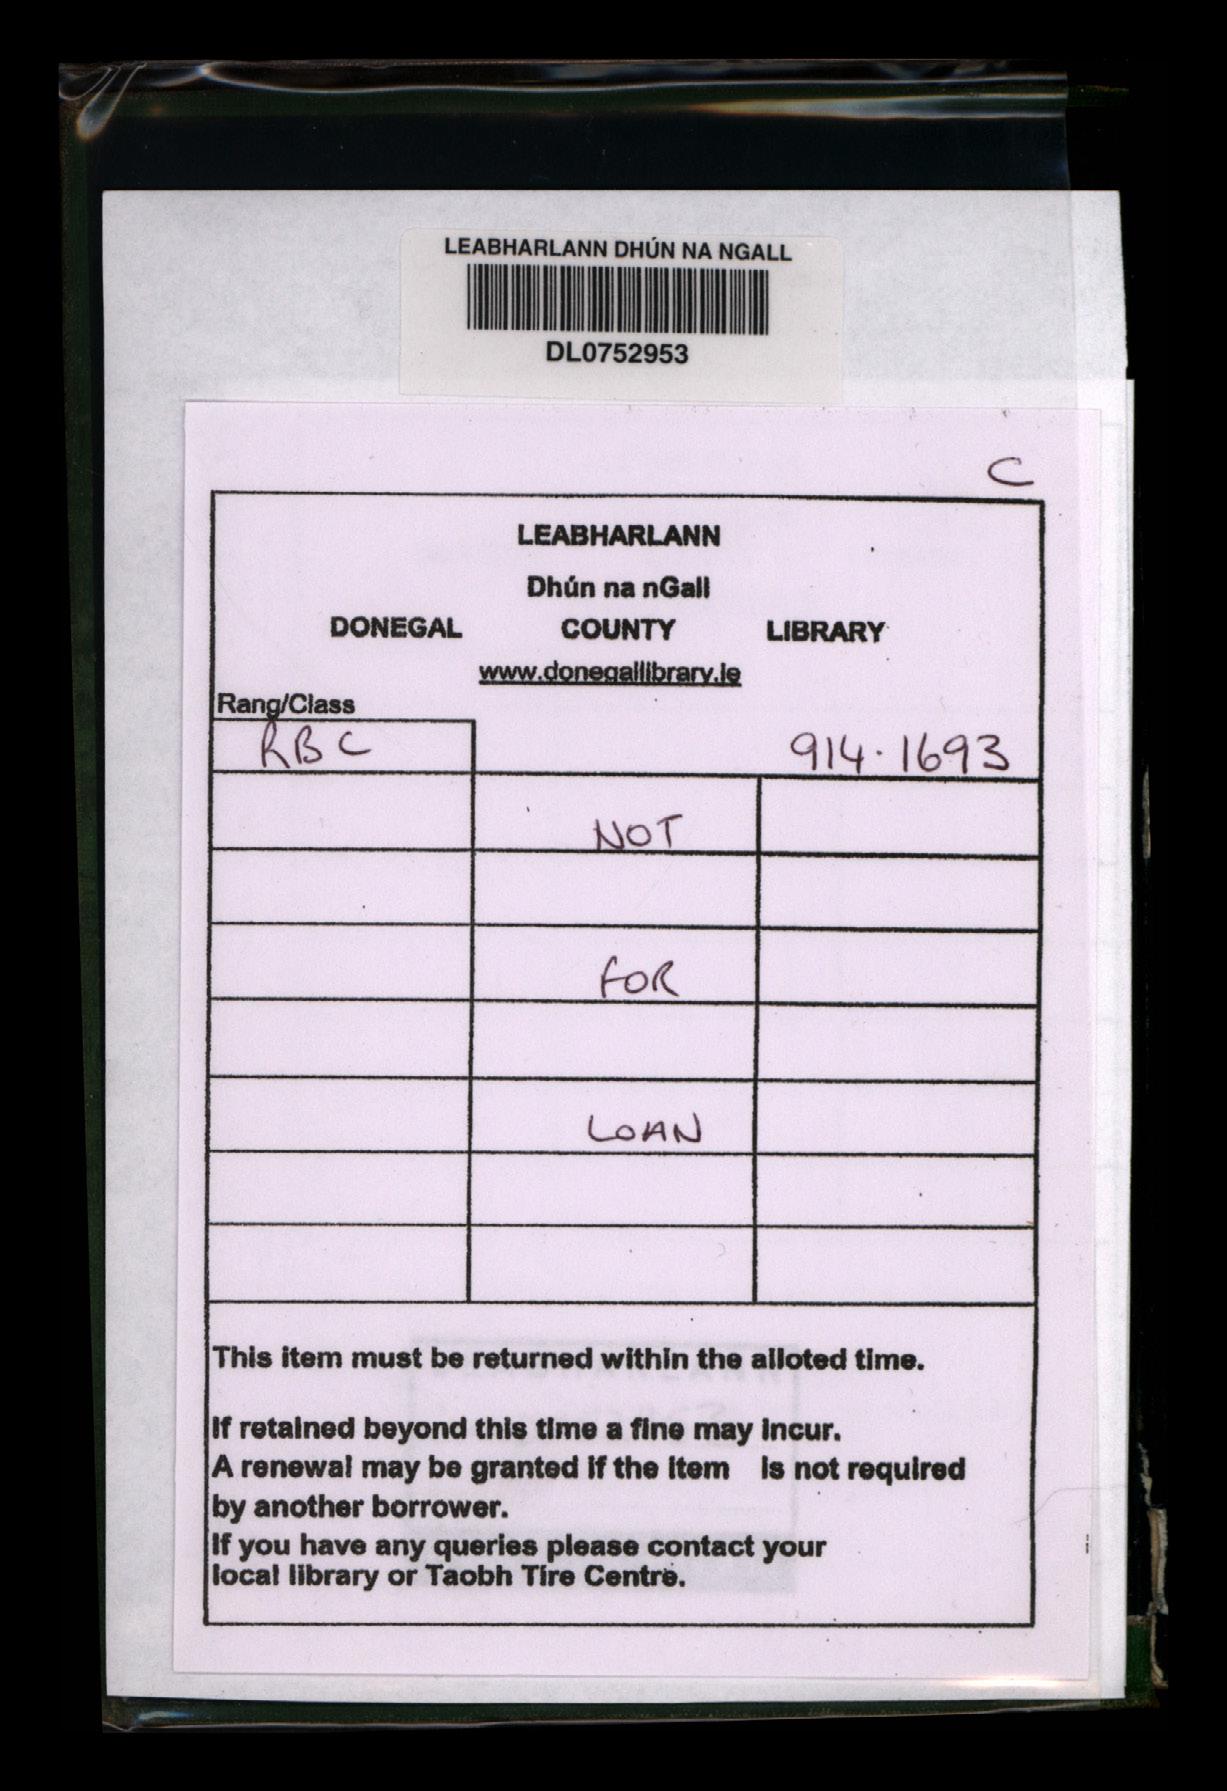 LEABHARLANN DHÚN NA NGALL
DL0752953
C
LEABHARLANN
Dhún na nGall
DONEGAL COUNTY LIBRARY
www.donegallibrary.ie
Rang/Class
RBC 914.1693
NOT
FOR
LOAN
This item must be returned within the alloted time.
If retained beyond this time a fine may incur.
A renewal may be granted if the item is not required
by another borrower.
If you have any queries please contact your
local library or Taobh Tíre Centre.